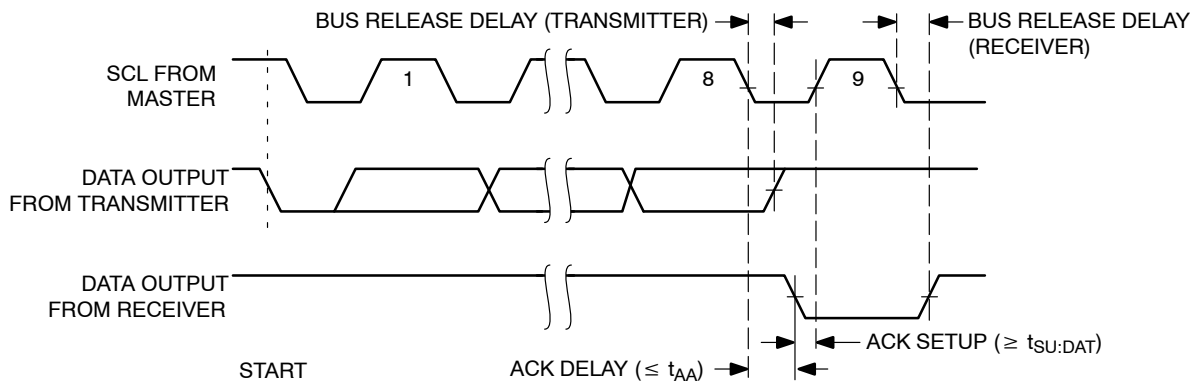 BUS RELEASE DELAY (TRANSMITTER)
BUS RELEASE DELAY
(RECEIVER)
SCL FROM
MASTER
1
8
9
DATA OUTPUT
FROM TRANSMITTER
DATA OUTPUT
FROM RECEIVER
ACK SETUP (≥ tSU:DAT)
START
ACK DELAY (≤ tAA)